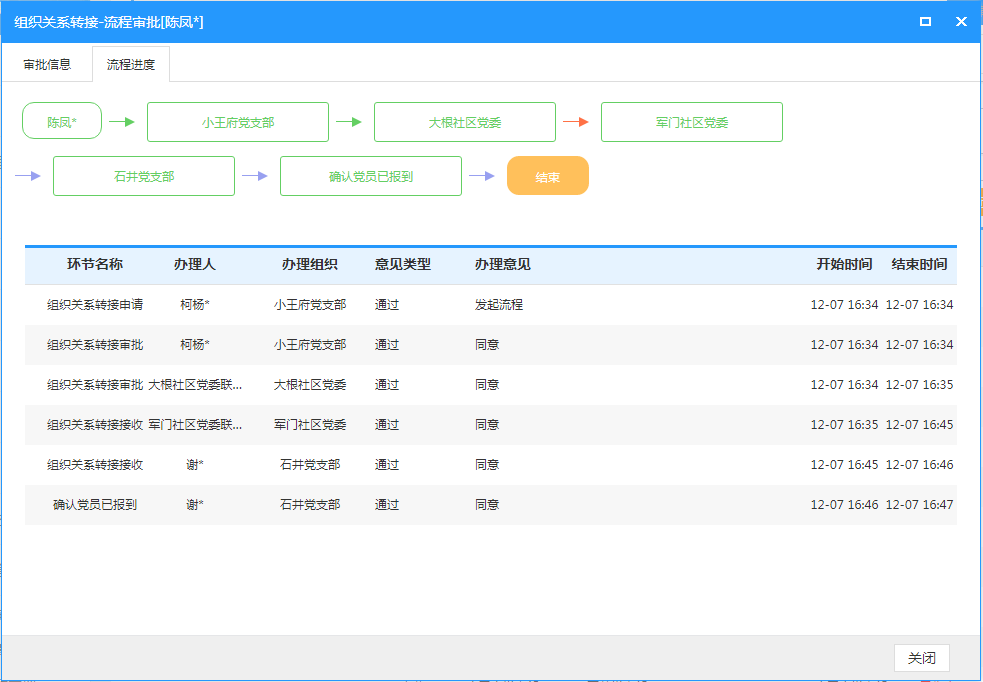 组织关系转接-流程审批[陈凤*]
审批信息 流程进度
陈凤* 小王府党支部 大根社区党委 军门社区党委
石井党支部 确认党员已报到 结束
环节名称 办理人 办理组织 意见类型 办理意见 开始时间 结束时间
组织关系转接申请 柯杨* 小王府党支部 通过 发起流程 12-07 16:34 12-07 16:34
组织关系转接审批 柯杨* 小王府党支部 通过 同意 12-07 16:34 12-07 16:34
组织关系转接审批 大根社区党委联... 大根社区党委 通过 同意 12-07 16:34 12-07 16:35
组织关系转接接收 军门社区党委联... 军门社区党委 通过 同意 12-07 16:35 12-07 16:45
组织关系转接接收 谢* 石井党支部 通过 同意 12-07 16:45 12-07 16:46
确认党员已报到 谢* 石井党支部 通过 同意 12-07 16:46 12-07 16:47
关闭